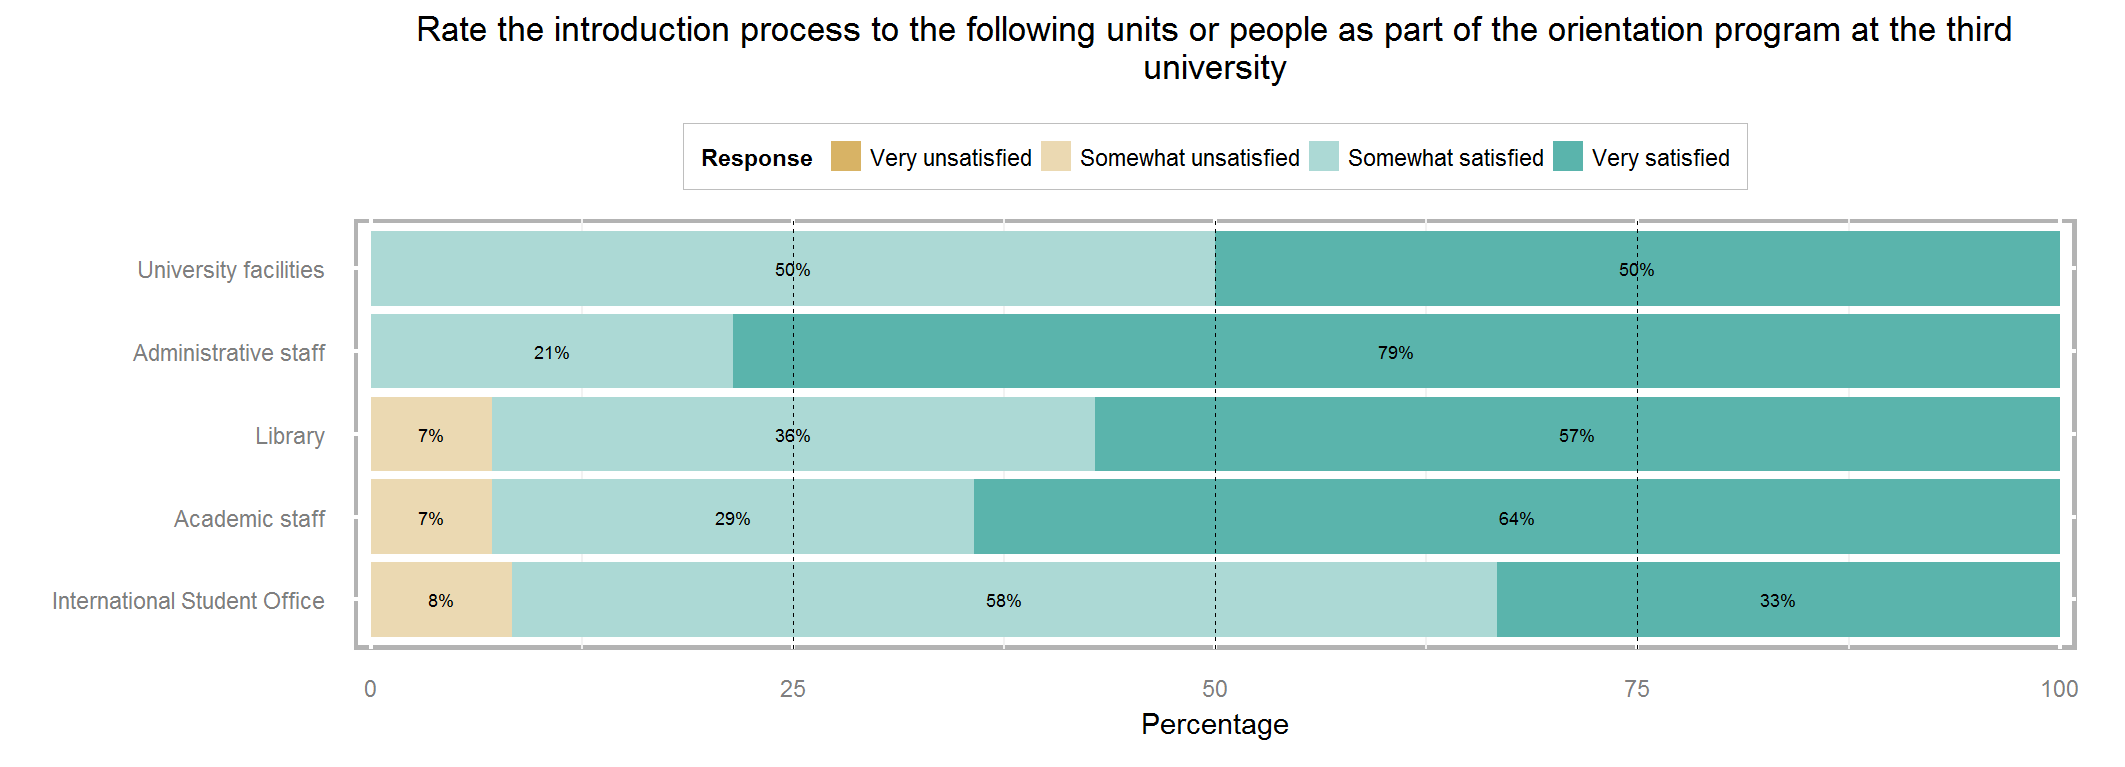 Rate the introduction process to the following units or people as part of the orientation program at the third
university
Response Very unsatisfied Somewhat unsatisfied Somewhat satisfied Very satisfied
University facilities 50% 50%
Administrative staff 21% 79%
Library 7% 36% 57%
Academic staff 7% 29% 64%
International Student Office 8% 58% 33%
0 25 50 75 100
Percentage